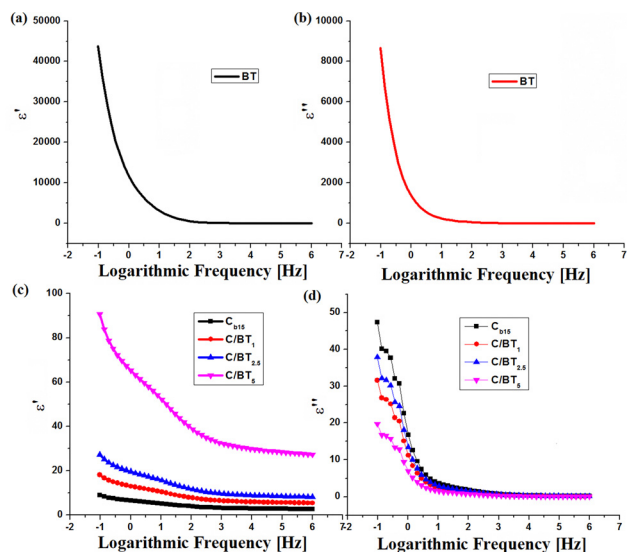 (a)
50000
40000
30000
20000
10000
0
ε'
BT
-2 -1 0 1 2 3 4 5 6 7
Logarithmic Frequency [Hz]
(b)
10000
8000
6000
4000
2000
0
ε''
BT
-2 -1 0 1 2 3 4 5 6 7
Logarithmic Frequency [Hz]
(c)
100
80
60
40
20
0
ε'
Cb15
C/BT1
C/BT2.5
C/BT5
-2 -1 0 1 2 3 4 5 6 7
Logarithmic Frequency [Hz]
(d)
50
40
30
20
10
0
ε''
Cb15
C/BT1
C/BT2.5
C/BT5
-2 -1 0 1 2 3 4 5 6 7
Logarithmic Frequency [Hz]